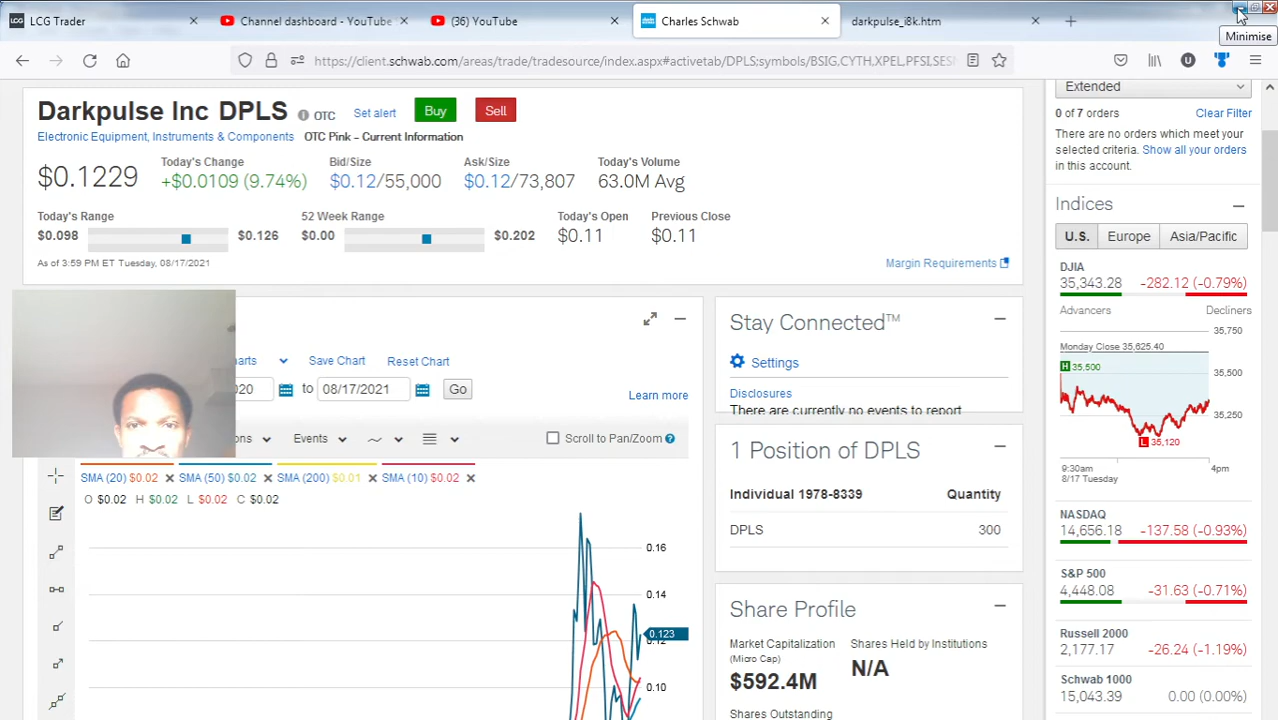 LCG Trader
Channel dashboard - YouTube
(36) YouTube
Charles Schwab
darkpulse_i8k.htm
Minimise
https://client.schwab.com/areas/trade/tradesource/index.aspx#activetab/DPLS;symbols/BSIG,CYTH,XPEL,PFSI,SES
Darkpulse Inc DPLS
OTC
Set alert
Buy
Sell
Electronic Equipment, Instruments & Components
OTC Pink – Current Information
$0.1229
Today's Change
+$0.0109 (9.74%)
Bid/Size
$0.12/55,000
Ask/Size
$0.12/73,807
Today's Volume
63.0M Avg
Today's Range
$0.098
$0.126
52 Week Range
$0.00
$0.202
Today's Open
$0.11
Previous Close
$0.11
As of 3:59 PM ET Tuesday, 08/17/2021
Margin Requirements
harts
Save Chart
Reset Chart
020
to
08/17/2021
Go
Learn more
ons
Events
Scroll to Pan/Zoom
SMA (20) $0.02
SMA (50) $0.02
SMA (200) $0.01
SMA (10) $0.02
O $0.02 H $0.02 L $0.02 C $0.02
0.16
0.14
0.123
0.12
0.10
Stay Connected™
Settings
Disclosures
There are currently no events to report
1 Position of DPLS
Individual 1978-8339
Quantity
DPLS
300
Share Profile
Market Capitalization
(Micro Cap)
$592.4M
Shares Held by Institutions
N/A
Shares Outstanding
Extended
0 of 7 orders
Clear Filter
There are no orders which meet your
selected criteria. Show all your orders
in this account.
Indices
U.S.
Europe
Asia/Pacific
DJIA
35,343.28
-282.12 (-0.79%)
Advancers
Decliners
35,750
Monday Close 35,625.40
H 35,500
35,500
35,250
L 35,120
9:30am
4pm
8/17 Tuesday
NASDAQ
14,656.18
-137.58 (-0.93%)
S&P 500
4,448.08
-31.63 (-0.71%)
Russell 2000
2,177.17
-26.24 (-1.19%)
Schwab 1000
15,043.39
0.00 (0.00%)